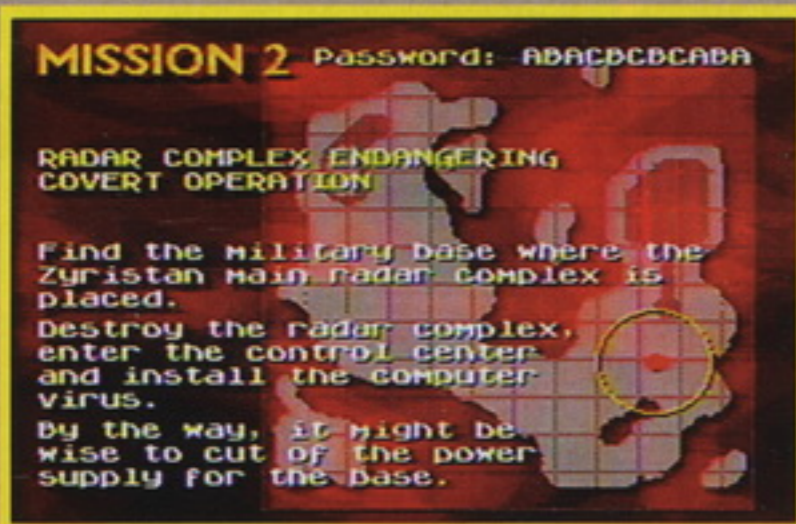 MISSION 2 Password: ABACBCBCABA
RADAR COMPLEX ENDANGERING
COVERT OPERATION
Find the military base where the
Zyristan main radar complex is
placed.
Destroy the radar complex,
enter the control center
and install the computer
virus.
By the way, it might be
wise to cut of the power
supply for the base.